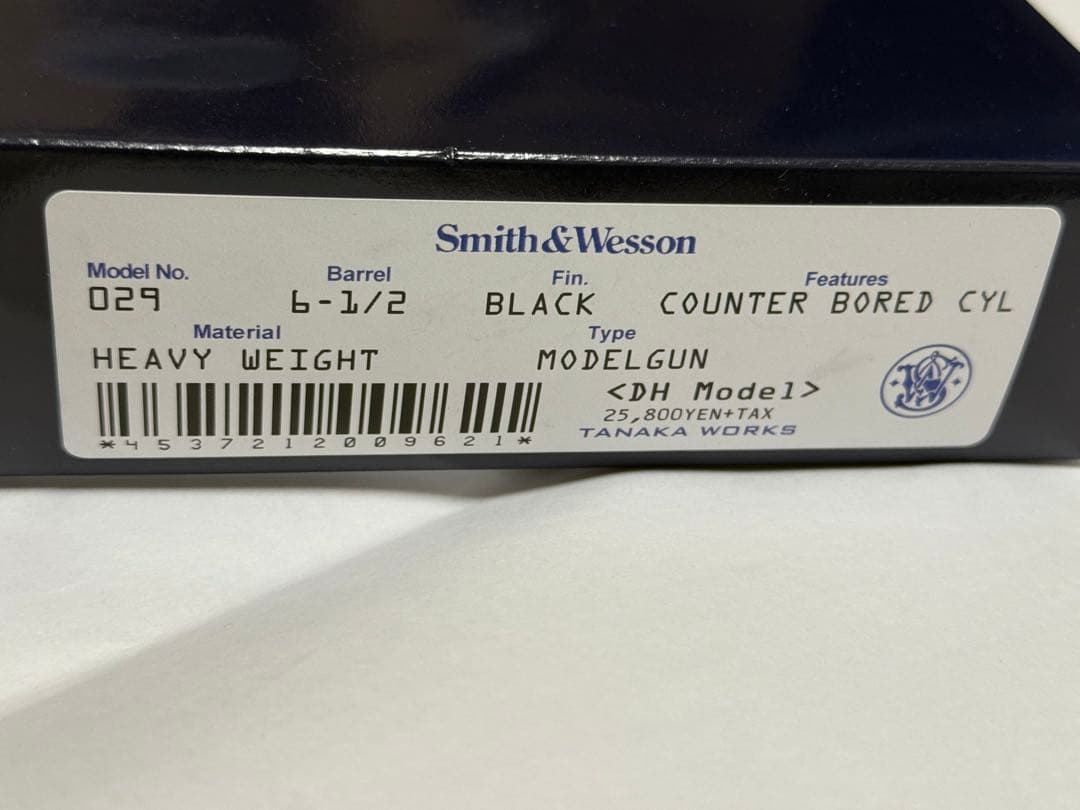 Smith&Wesson
Model No. Barrel Fin. Features
029 6-1/2 BLACK COUNTER BORED CYL
Material Type
HEAVY WEIGHT MODELGUN
<DH Model>
25,800YEN+TAX
TANAKA WORKS
*4537212009621*
SW